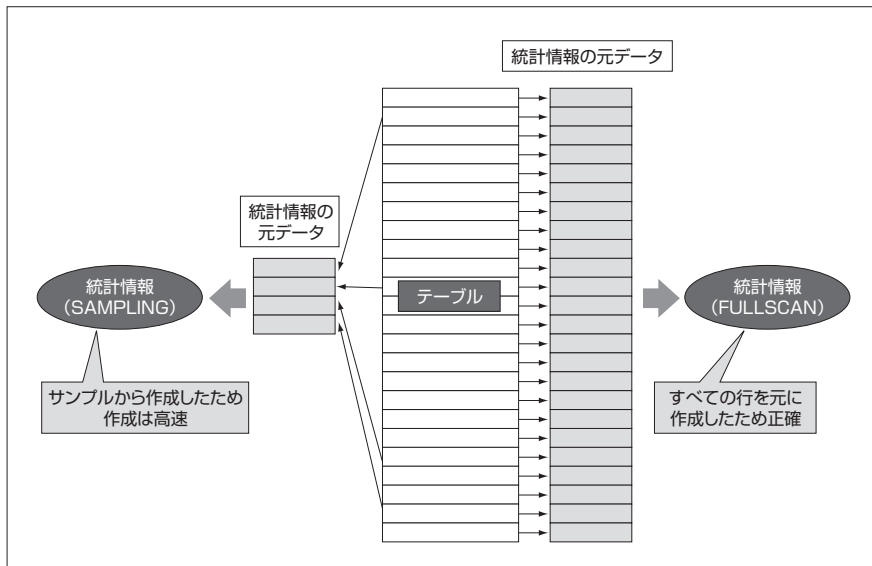 統計情報の元データ
統計情報の
元データ
テーブル
統計情報
(SAMPLING)
統計情報
(FULLSCAN)
サンプルから作成したため
作成は高速
すべての行を元に
作成したため正確